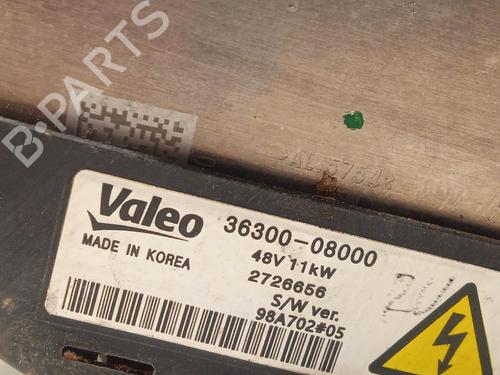 B-PARTS
Valeo
MADE IN KOREA
36300-08000
48V 11kW
2726656
S/W ver.
98A702#05